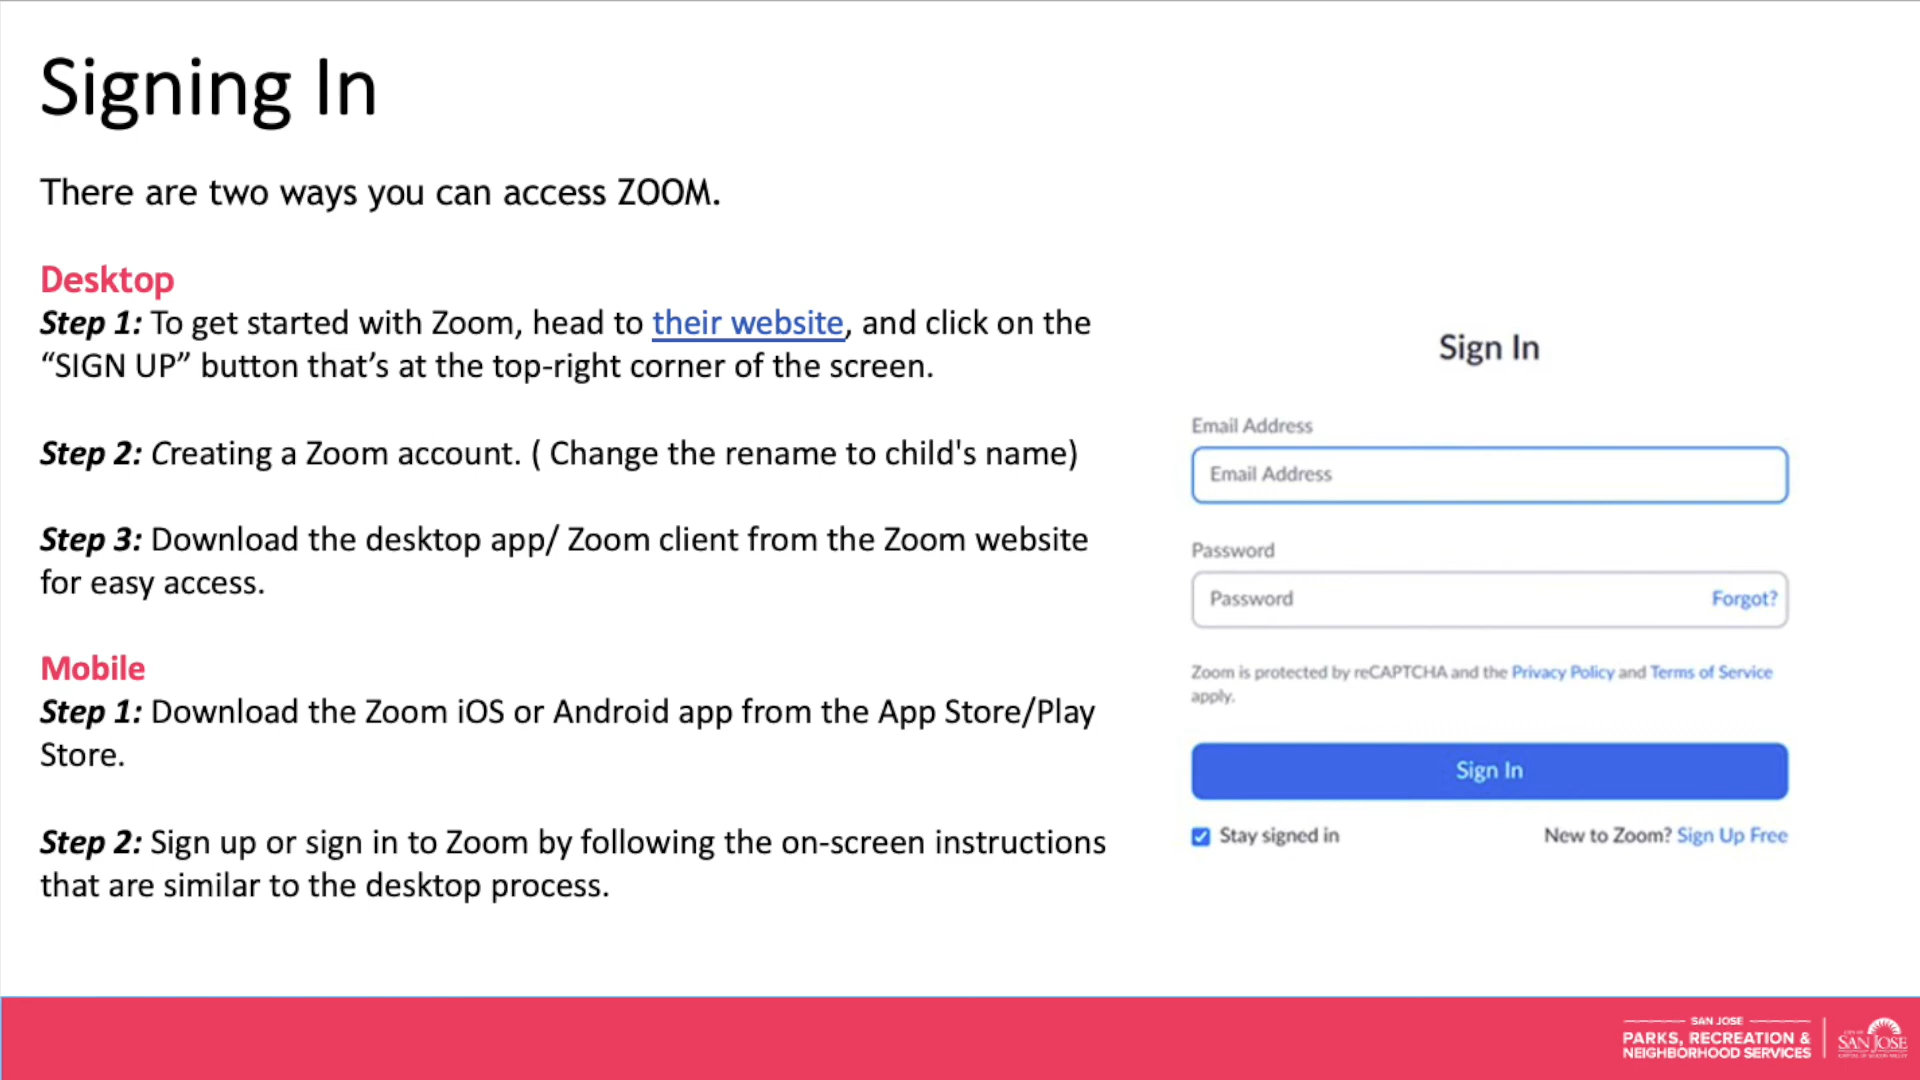 Signing In
There are two ways you can access ZOOM.
Desktop
Step 1: To get started with Zoom, head to their website, and click on the
“SIGN UP” button that’s at the top-right corner of the screen.
Step 2: Creating a Zoom account. ( Change the rename to child's name)
Step 3: Download the desktop app/ Zoom client from the Zoom website
for easy access.
Mobile
Step 1: Download the Zoom iOS or Android app from the App Store/Play
Store.
Step 2: Sign up or sign in to Zoom by following the on-screen instructions
that are similar to the desktop process.
Sign In
Email Address
Email Address
Password
Password Forgot?
Zoom is protected by reCAPTCHA and the Privacy Policy and Terms of Service
apply.
Sign In
Stay signed in New to Zoom? Sign Up Free
SAN JOSE
PARKS, RECREATION &
NEIGHBORHOOD SERVICES
CITY OF
SAN JOSE
CAPITAL OF SILICON VALLEY